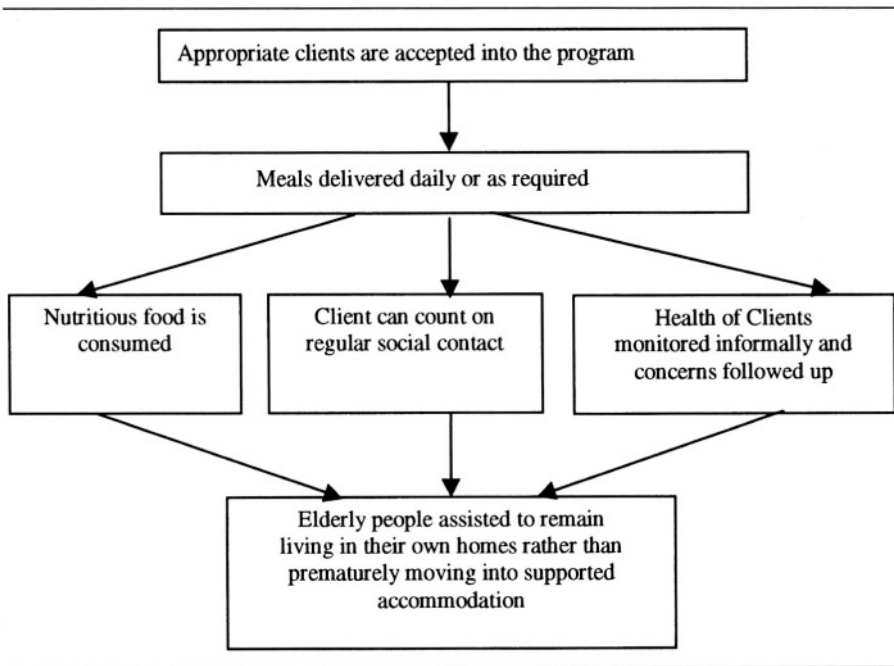 Appropriate clients are accepted into the program
Meals delivered daily or as required
Nutritious food is
consumed
Client can count on
regular social contact
Health of Clients
monitored informally and
concerns followed up
Elderly people assisted to remain
living in their own homes rather than
prematurely moving into supported
accommodation